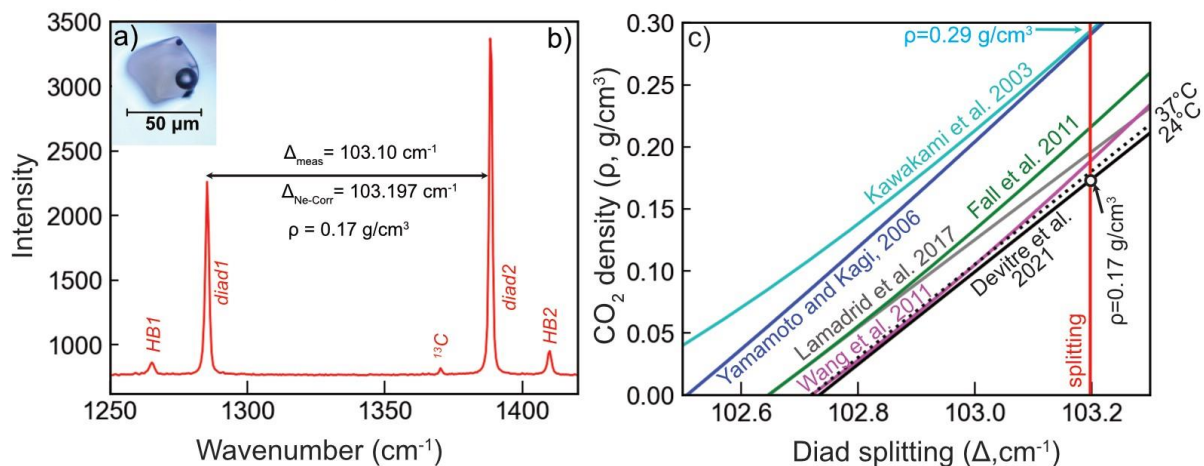 a)
50 µm
b)
3500
3000
2500
2000
1500
1000
Intensity
Δmeas= 103.10 cm-1
ΔNe-Corr= 103.197 cm-1
ρ = 0.17 g/cm³
HB1
diad1
13C
diad2
HB2
1250
1300
1350
1400
Wavenumber (cm-1)
c)
0.30
0.25
0.20
0.15
0.10
0.05
0.00
CO2 density (ρ, g/cm³)
ρ=0.29 g/cm³
Kawakami et al. 2003
Yamamoto and Kagi, 2006
Lamadrid et al. 2017
Fall et al. 2011
Wang et al. 2011
Devitre et al.
2021
37°C
24°C
ρ=0.17 g/cm³
splitting
102.6
102.8
103.0
103.2
Diad splitting (Δ,cm-1)